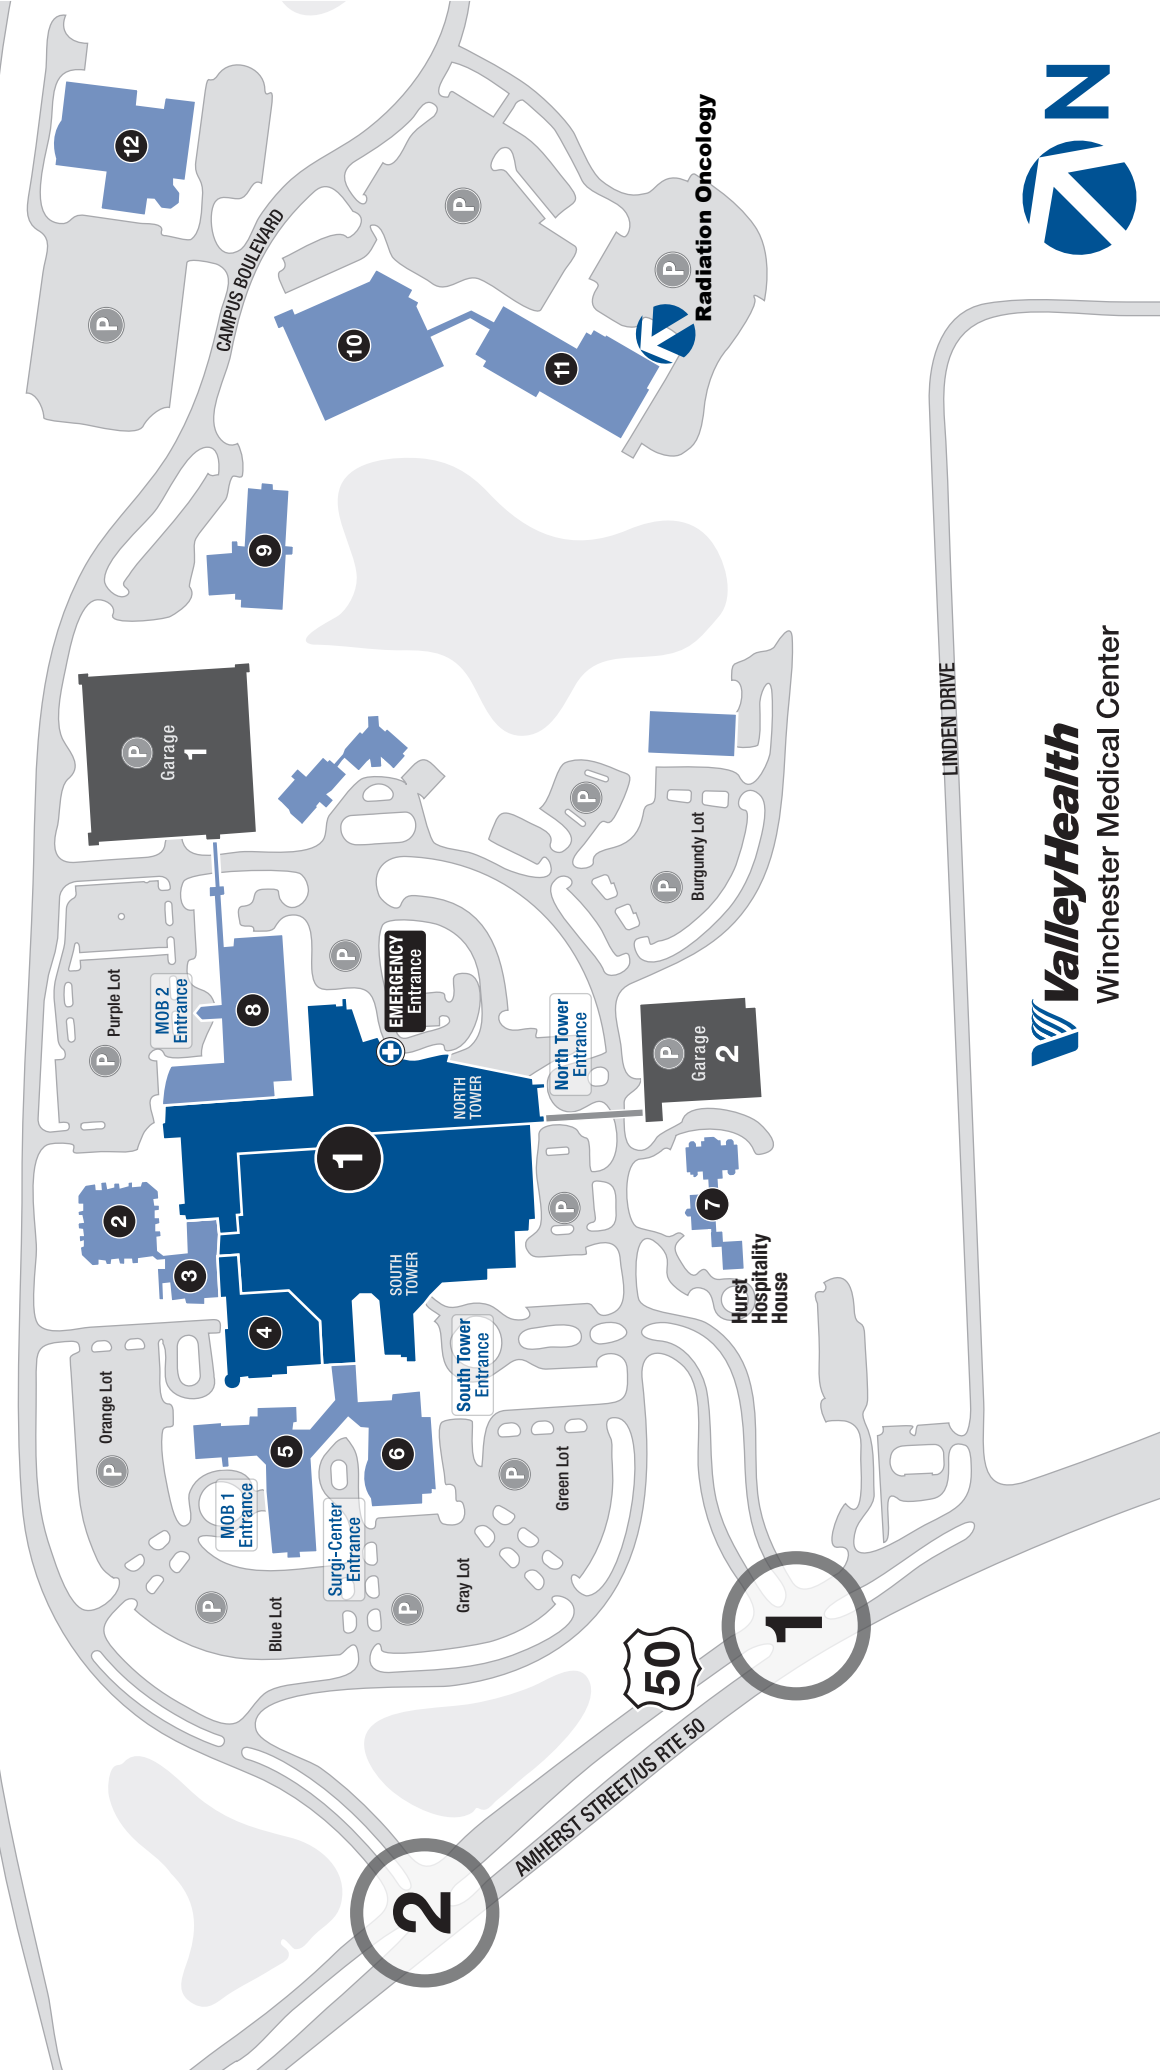 ValleyHealth
Winchester Medical Center
N
LINDEN DRIVE
CAMPUS BOULEVARD
AMHERST STREET/US RTE 50
50
1
2
12
P
P
P
Radiation Oncology
10
11
9
P
Garage
1
P
Burgundy Lot
P
P
Purple Lot
MOB 2
Entrance
8
P
EMERGENCY
Entrance
North Tower
Entrance
P
Garage
2
NORTH
TOWER
1
SOUTH
TOWER
2
3
4
P
7
Hurst
Hospitality
House
South Tower
Entrance
Orange Lot
P
5
6
MOB 1
Entrance
Surgi-Center
Entrance
P
Green Lot
P
Blue Lot
P
Gray Lot